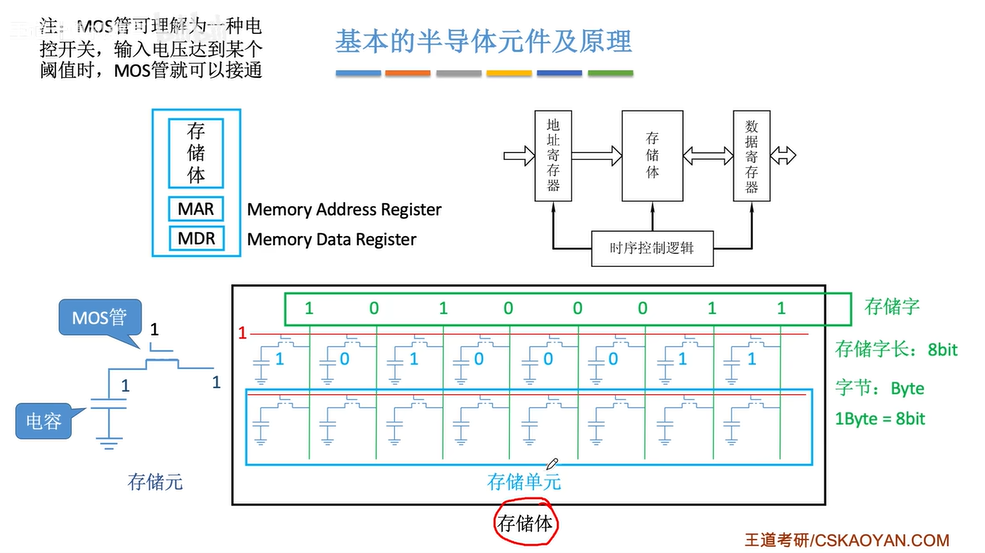 注：MOS管可理解为一种电
控开关，输入电压达到某个
阈值时，MOS管就可以接通
基本的半导体元件及原理
存储体
MAR
Memory Address Register
MDR
Memory Data Register
地址寄存器
存储体
数据寄存器
时序控制逻辑
MOS管
1
1
1
电容
存储元
1 0 1 0 0 0 1 1
存储字
1
1 0 1 0 0 0 1 1
存储字长：8bit
字节：Byte
1Byte = 8bit
存储单元
存储体
王道考研/CSKAOYAN.COM